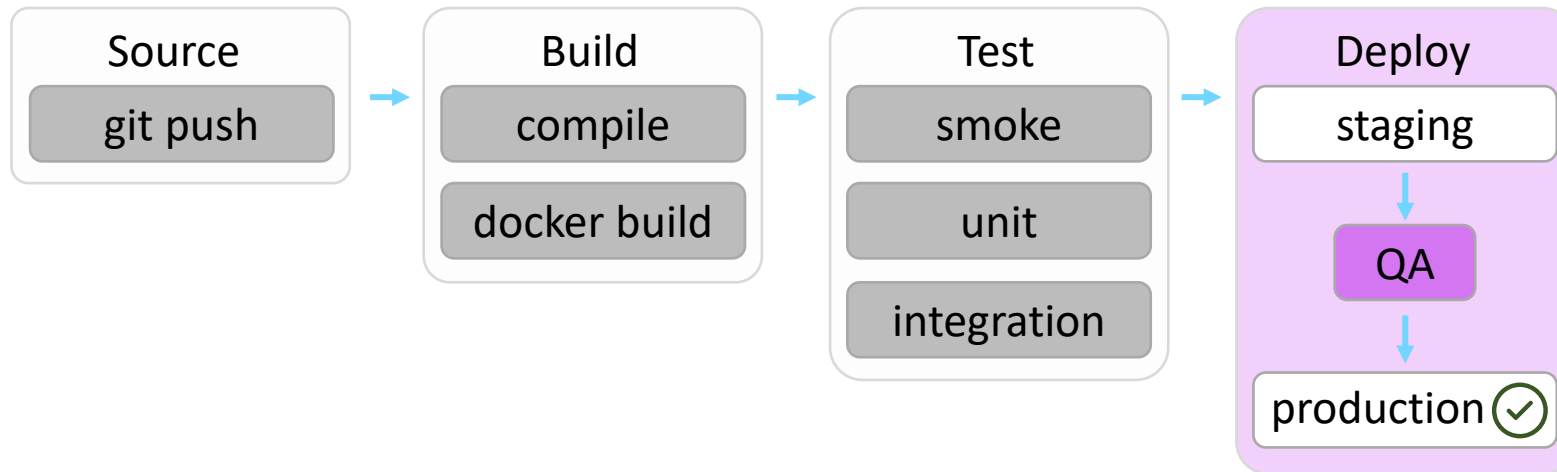 Source
git push
Build
compile
docker build
Test
smoke
unit
integration
Deploy
staging
QA
production